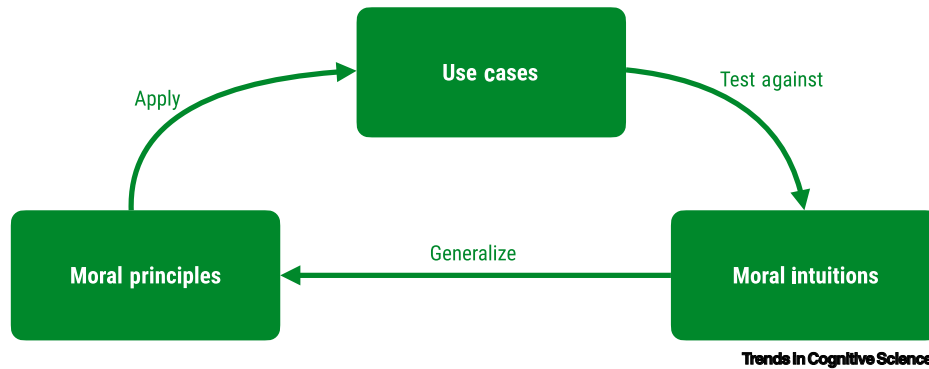 Use cases
Test against
Apply
Generalize
Moral principles
Moral intuitions
Trends in Cognitive Science